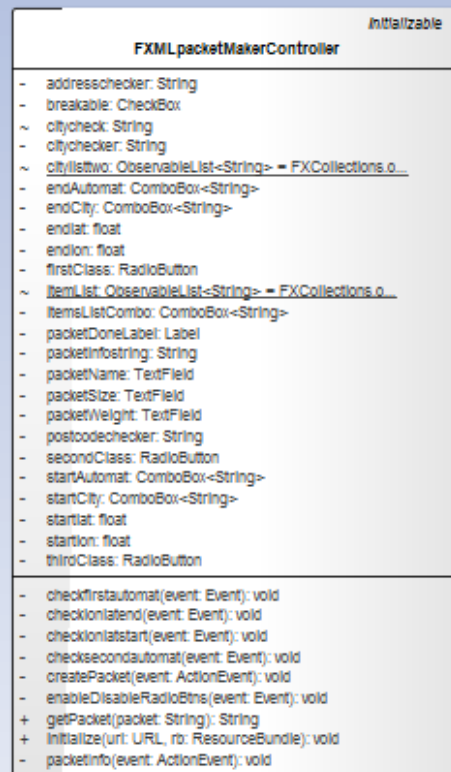 Initializable
FXMLpacketMakerController
- addresschecker: String
- breakable: CheckBox
~ citycheck: String
- citychecker: String
~ citylisttwo: ObservableList<String> = FXCollections.o...
- endAutomat: ComboBox<String>
- endCity: ComboBox<String>
- endlat: float
- endlon: float
- firstClass: RadioButton
~ itemList: ObservableList<String> = FXCollections.o...
- itemsListCombo: ComboBox<String>
- packetDoneLabel: Label
- packetinfostring: String
- packetName: TextField
- packetSize: TextField
- packetWeight: TextField
- postcodechecker: String
- secondClass: RadioButton
- startAutomat: ComboBox<String>
- startCity: ComboBox<String>
- startlat: float
- startlon: float
- thirdClass: RadioButton
- checkfirstautomat(event: Event): void
- checklonlatend(event: Event): void
- checklonlatstart(event: Event): void
- checksecondautomat(event: Event): void
- createPacket(event: ActionEvent): void
- enableDisableRadioBtns(event: Event): void
+ getPacket(packet: String): String
+ initialize(url: URL, rb: ResourceBundle): void
- packetInfo(event: ActionEvent): void